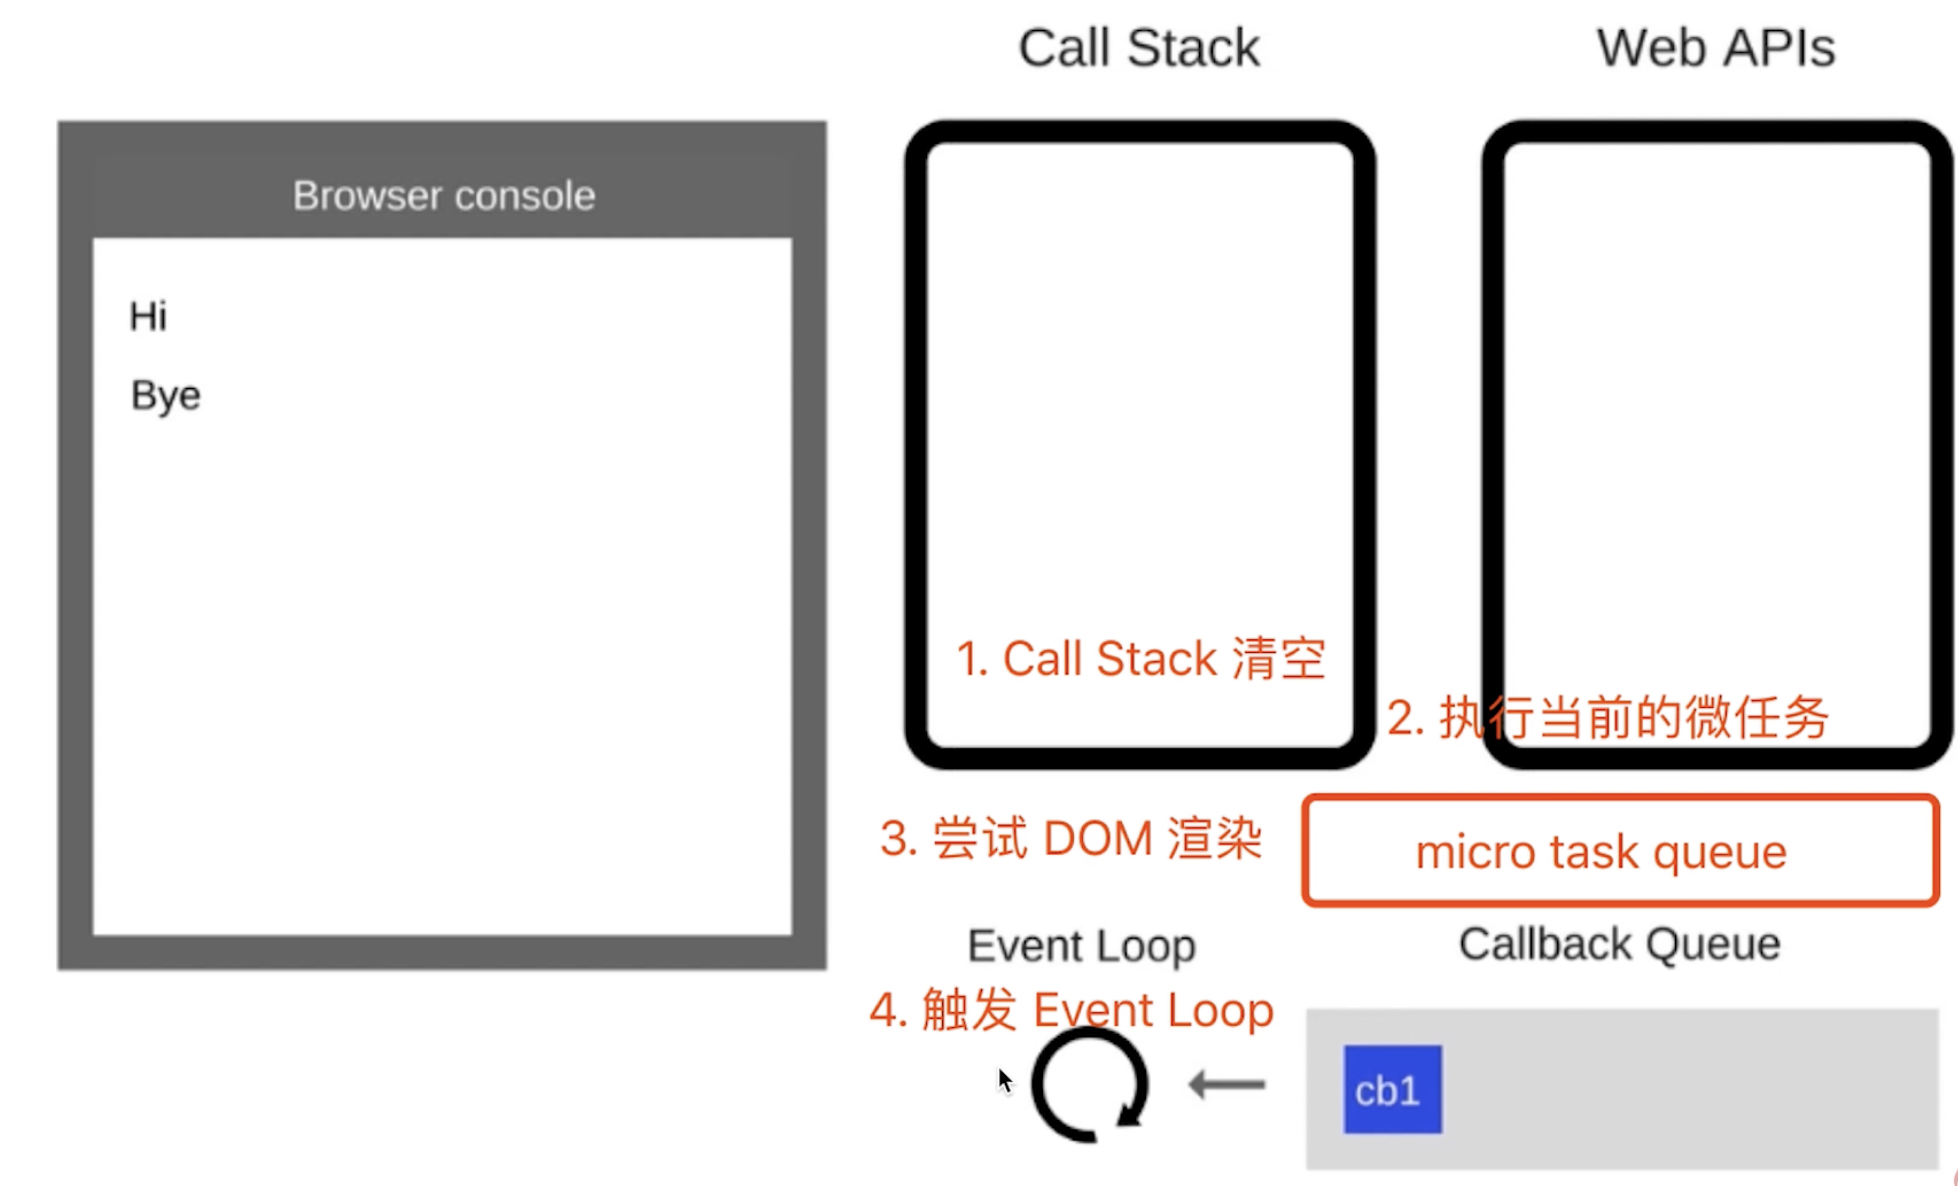 Call Stack
Web APIs
Browser console
Hi
Bye
1. Call Stack 清空
2. 执行当前的微任务
3. 尝试 DOM 渲染
micro task queue
Event Loop
Callback Queue
4. 触发 Event Loop
cb1